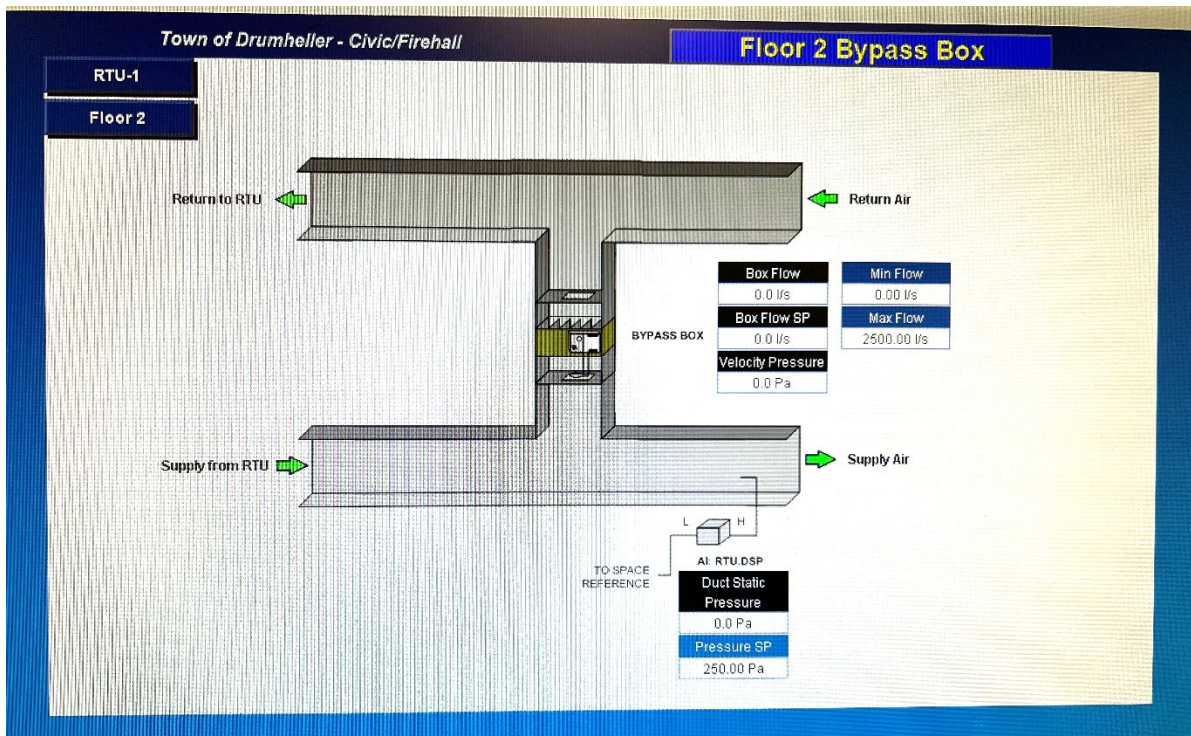 Town of Drumheller - Civic/Firehall
Floor 2 Bypass Box
RTU-1
Floor 2
Return to RTU
Return Air
Box Flow
0.0 l/s
Min Flow
0.00 l/s
Box Flow SP
0.0 l/s
Max Flow
2500.00 l/s
BYPASS BOX
Velocity Pressure
0.0 Pa
Supply from RTU
Supply Air
L
H
AI: RTU.DSP
TO SPACE
REFERENCE
Duct Static
Pressure
0.0 Pa
Pressure SP
250.00 Pa